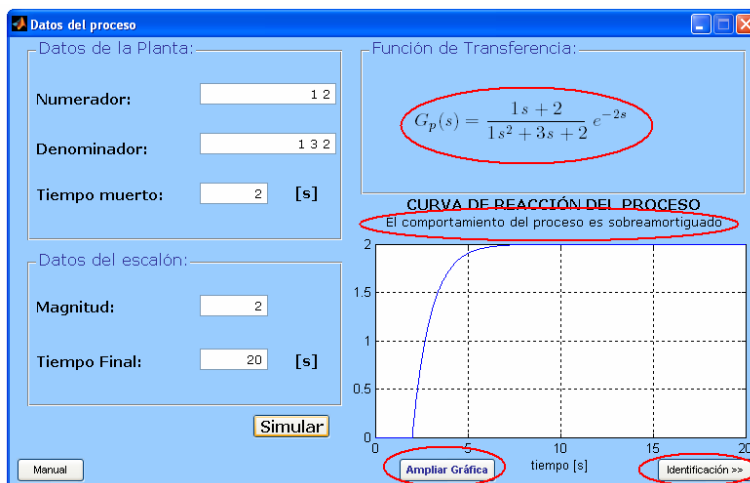 Datos del proceso
Datos de la Planta:
Numerador: 1 2
Denominador: 1 3 2
Tiempo muerto: 2 [s]
Datos del escalón:
Magnitud: 2
Tiempo Final: 20 [s]
Simular
Manual
Función de Transferencia:
G_p(s) = \frac{1s + 2}{1s^2 + 3s + 2} e^{-2s}
CURVA DE REACCIÓN DEL PROCESO
El comportamiento del proceso es sobreamortiguado
2
1.5
1
0.5
0
0 5 10 15 20
tiempo [s]
Ampliar Gráfica
Identificación >>